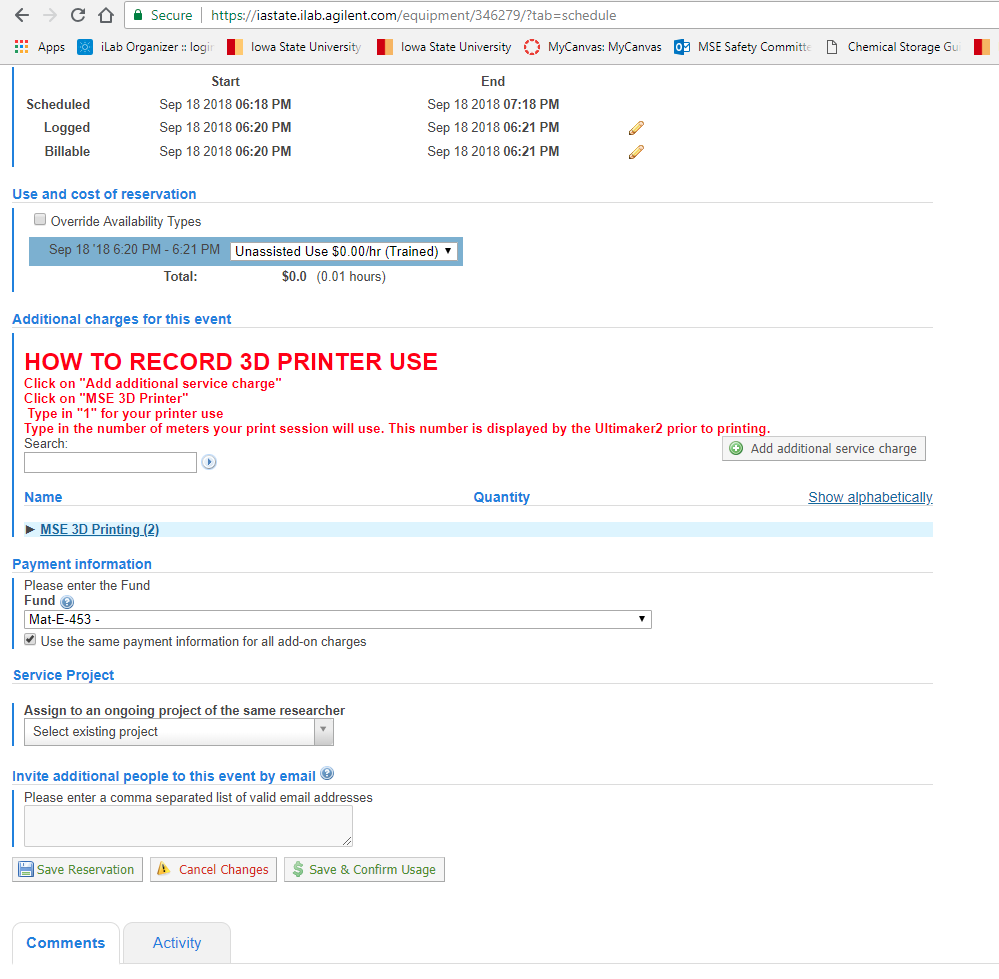 Secure https://iastate.ilab.agilent.com/equipment/346279/?tab=schedule
Apps iLab Organizer :: login Iowa State University Iowa State University MyCanvas: MyCanvas MSE Safety Committe Chemical Storage Gui
Start End
Scheduled Sep 18 2018 06:18 PM Sep 18 2018 07:18 PM
Logged Sep 18 2018 06:20 PM Sep 18 2018 06:21 PM
Billable Sep 18 2018 06:20 PM Sep 18 2018 06:21 PM
Use and cost of reservation
Override Availability Types
Sep 18 '18 6:20 PM - 6:21 PM Unassisted Use $0.00/hr (Trained)
Total: $0.0 (0.01 hours)
Additional charges for this event
HOW TO RECORD 3D PRINTER USE
Click on "Add additional service charge"
Click on "MSE 3D Printer"
Type in "1" for your printer use
Type in the number of meters your print session will use. This number is displayed by the Ultimaker2 prior to printing.
Search:
Add additional service charge
Name Quantity Show alphabetically
MSE 3D Printing (2)
Payment information
Please enter the Fund
Fund ?
Mat-E-453 -
Use the same payment information for all add-on charges
Service Project
Assign to an ongoing project of the same researcher
Select existing project
Invite additional people to this event by email ?
Please enter a comma separated list of valid email addresses
Save Reservation Cancel Changes Save & Confirm Usage
Comments Activity